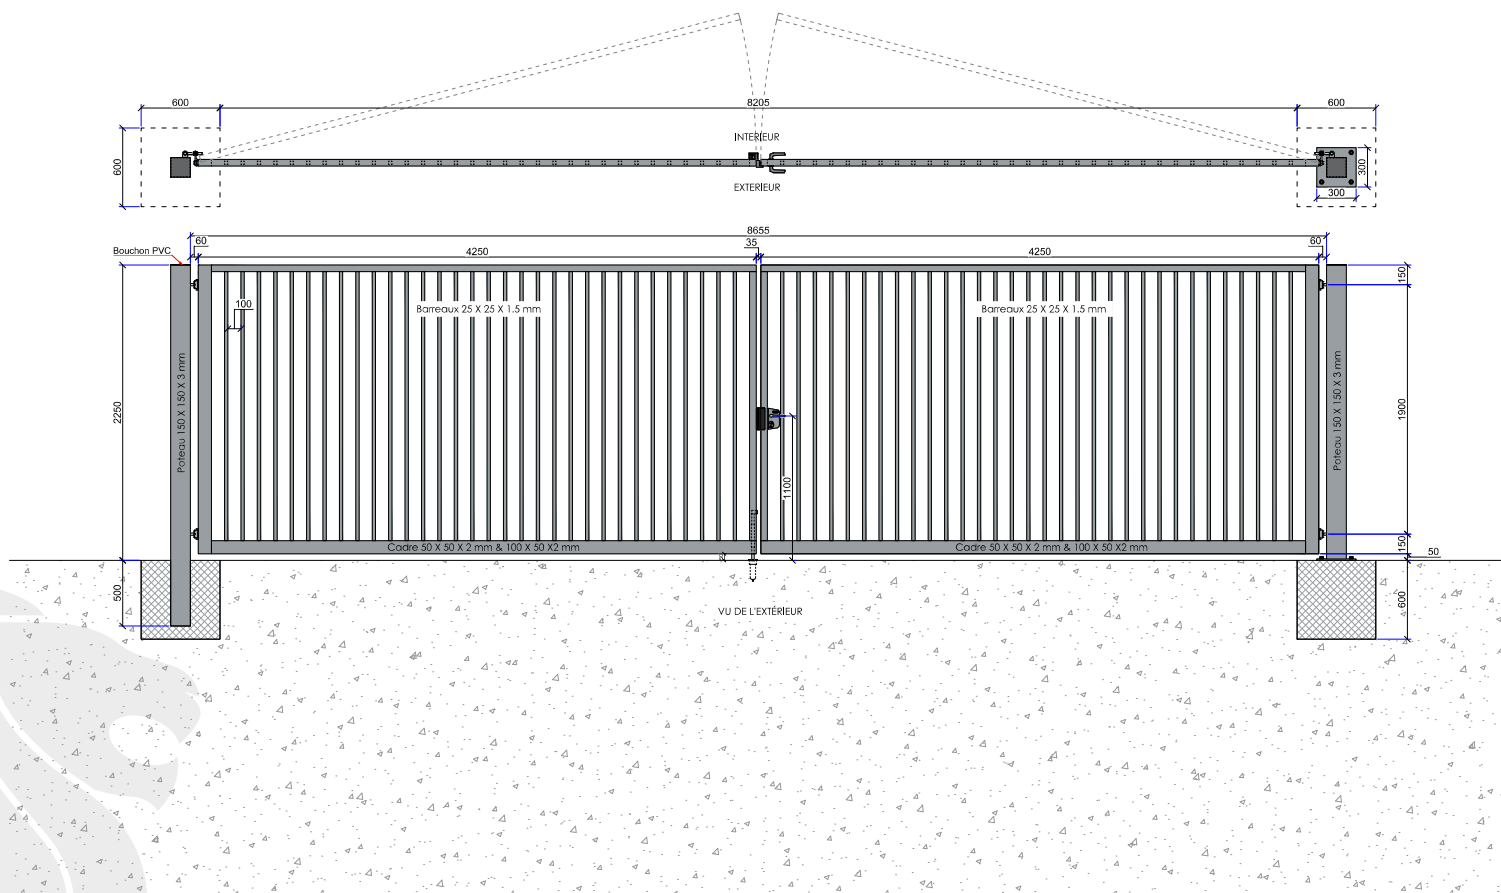 600
8205
600
INTERIEUR
600
EXTERIEUR
300
300
8655
Bouchon PVC
60
35
60
4250
4250
150
100
Barreaux 25 X 25 X 1.5 mm
Barreaux 25 X 25 X 1.5 mm
Poteau 150 X 150 X 3 mm
Poteau 150 X 150 X 3 mm
2250
1900
1100
Cadre 50 X 50 X 2 mm & 100 X 50 X2 mm
Cadre 50 X 50 X 2 mm & 100 X 50 X2 mm
150
50
500
600
VU DE L'EXTÉRIEUR